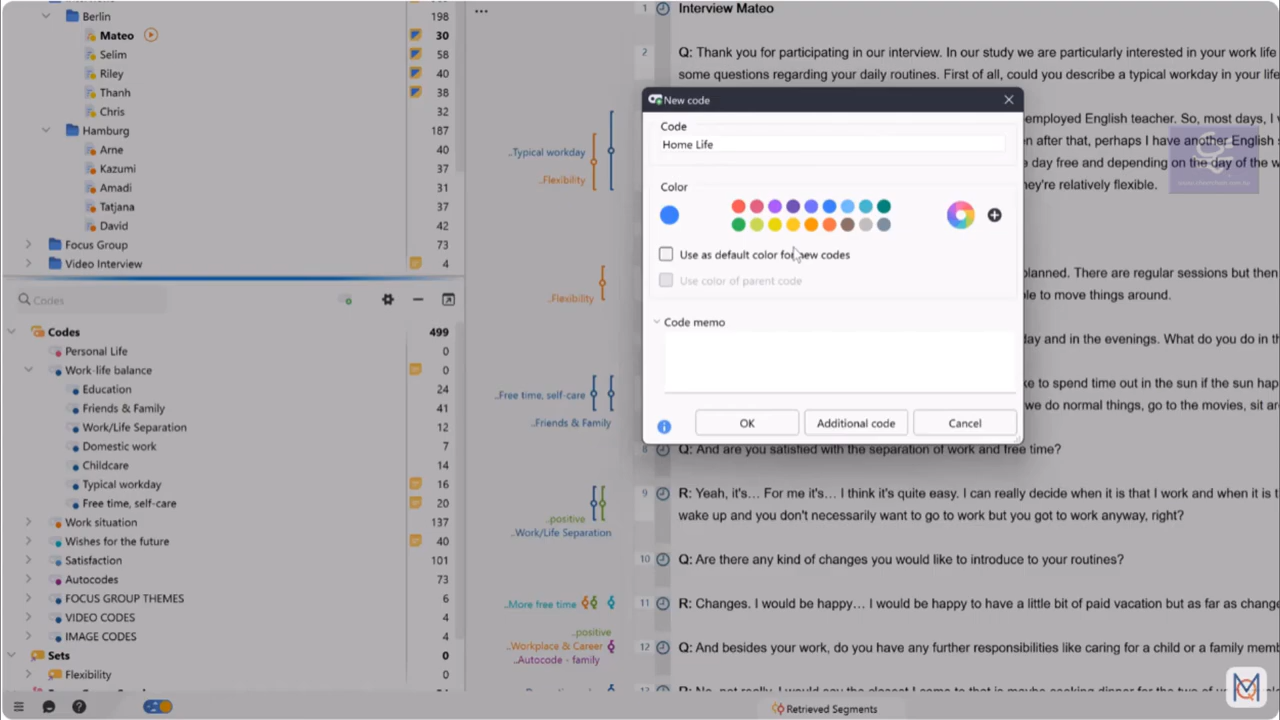 Berlin 198
Mateo 30
Selim 58
Riley 40
Thanh 38
Chris 32
Hamburg 187
Arne 40
Kazumi 37
Amadi 31
Tatjana 37
David 42
Focus Group 73
Video Interview 4
Codes
Codes 499
Personal Life 0
Work-life balance 0
Education 24
Friends & Family 41
Work/Life Separation 12
Domestic work 7
Childcare 14
Typical workday 16
Free time, self-care 20
Work situation 137
Wishes for the future 40
Satisfaction 101
Autocodes 73
FOCUS GROUP THEMES 6
VIDEO CODES 4
IMAGE CODES 4
Sets 0
Flexibility 0
..Typical workday
..Flexibility
..Flexibility
..Free time, self-care
..Friends & Family
..positive
..Work/Life Separation
..More free time
..positive
..Workplace & Career
..Autocode - family
1 Interview Mateo
2 Q: Thank you for participating in our interview. In our study we are particularly interested in your work life
some questions regarding your daily routines. First of all, could you describe a typical workday in your life
employed English teacher. So, most days, I
n after that, perhaps I have another English
day free and depending on the day of the w
they're relatively flexible.
planned. There are regular sessions but then
le to move things around.
day and in the evenings. What do you do in t
ke to spend time out in the sun if the sun hap
we do normal things, go to the movies, sit ar
8 Q: And are you satisfied with the separation of work and free time?
9 R: Yeah, it's… For me it's… I think it's quite easy. I can really decide when it is that I work and when it is t
wake up and you don't necessarily want to go to work but you got to work anyway, right?
10 Q: Are there any kind of changes you would like to introduce to your routines?
11 R: Changes. I would be happy… I would be happy to have a little bit of paid vacation but as far as change
12 Q: And besides your work, do you have any further responsibilities like caring for a child or a family memb
New code
Code
Home Life
Color
Use as default color for new codes
Use color of parent code
Code memo
OK
Additional code
Cancel
Retrieved Segments